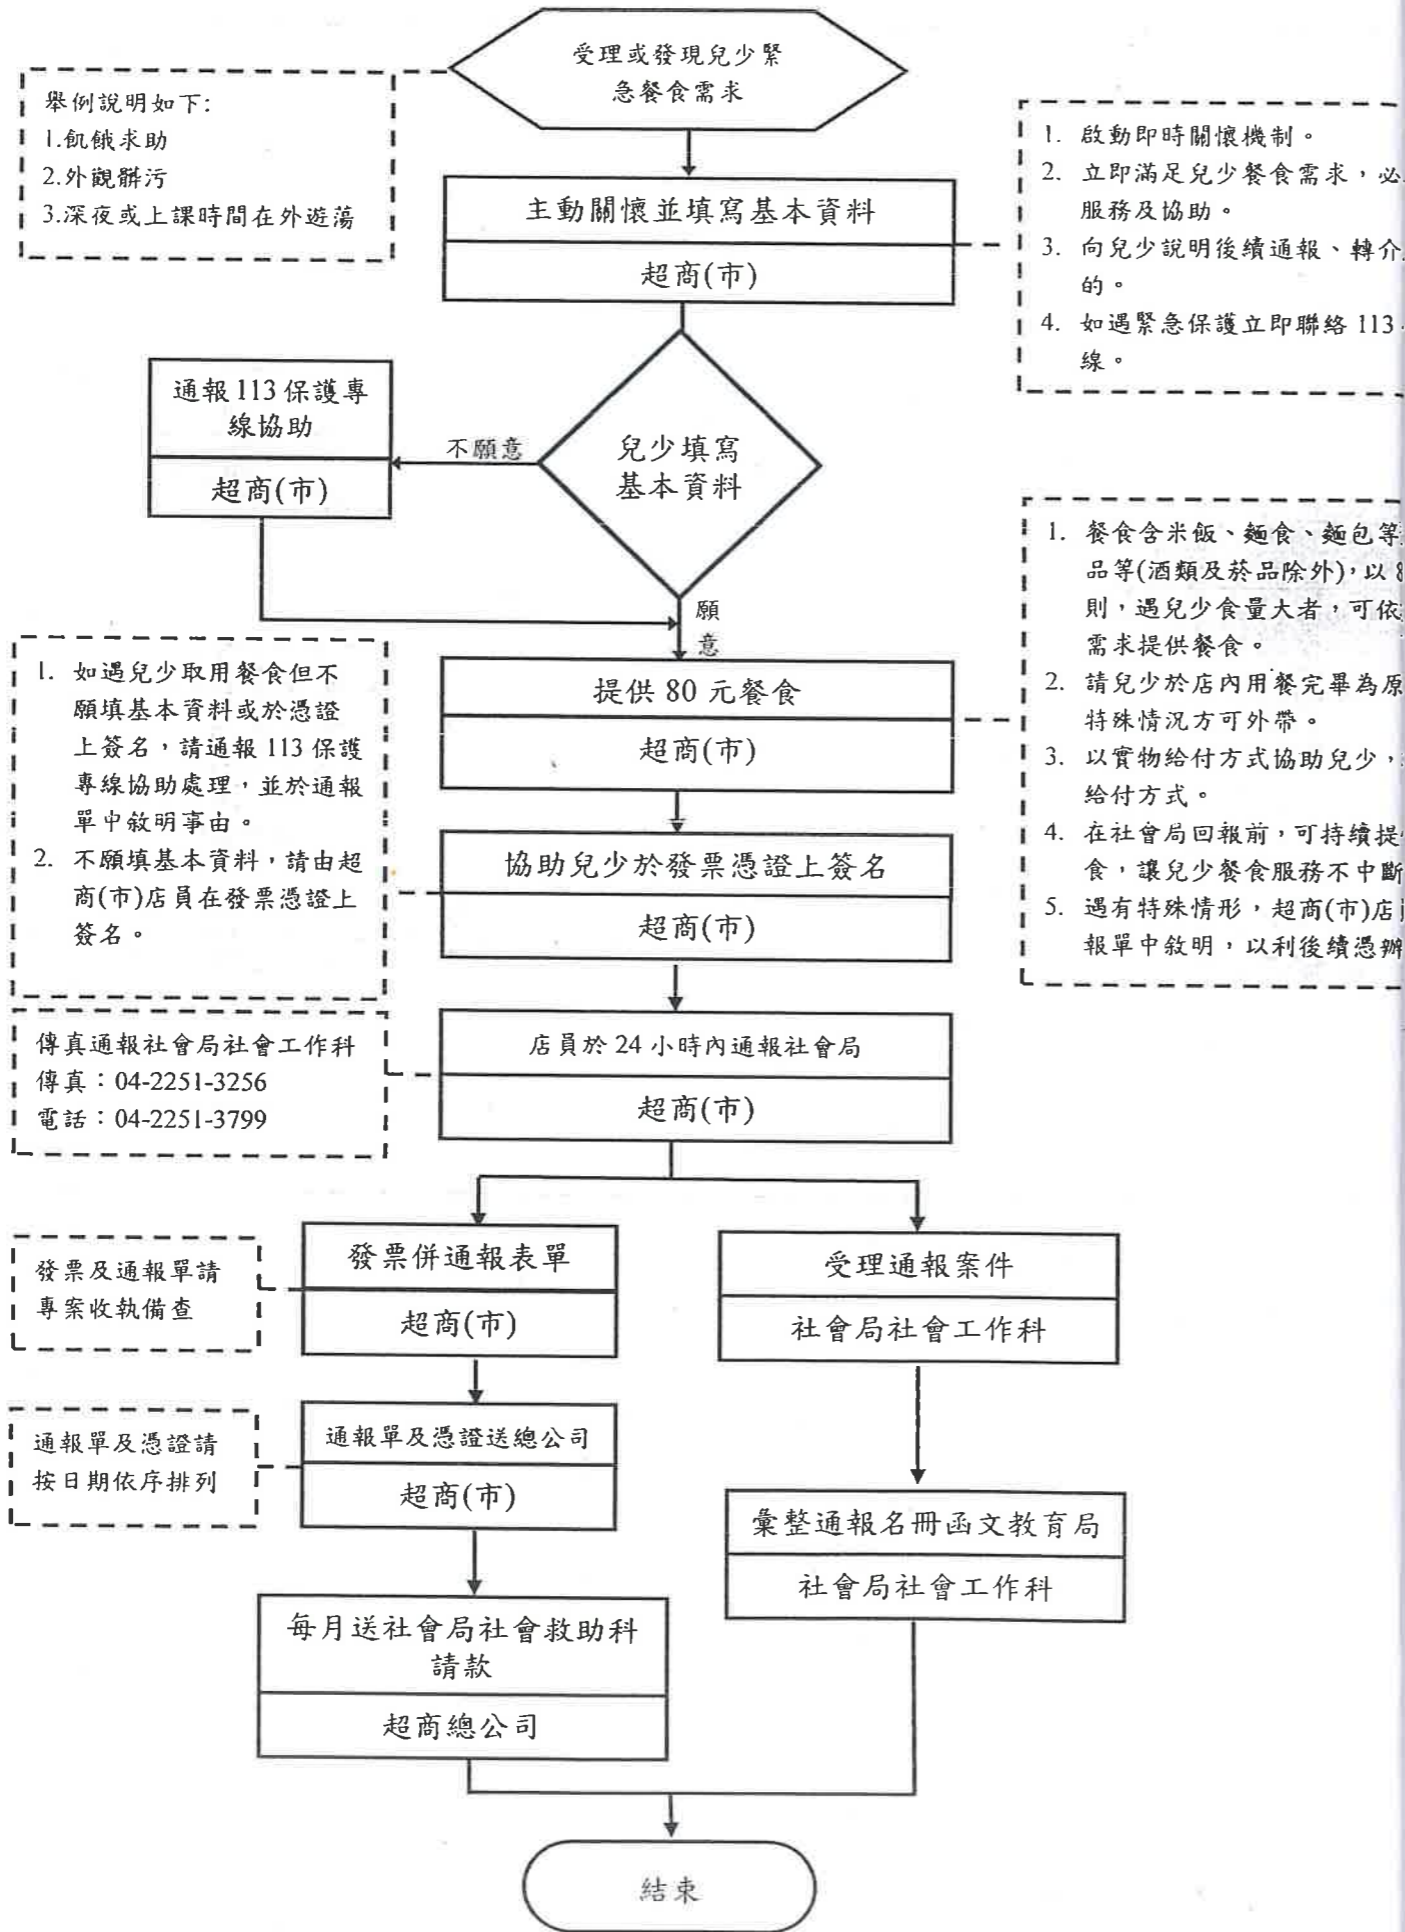 受理或發現兒少緊
急餐食需求
舉例說明如下:
1.飢餓求助
2.外觀髒污
3.深夜或上課時間在外遊蕩
主動關懷並填寫基本資料
超商(市)
1. 啟動即時關懷機制。
2. 立即滿足兒少餐食需求，必
服務及協助。
3. 向兒少說明後續通報、轉介
的。
4. 如遇緊急保護立即聯絡 113
線。
通報 113 保護專
線協助
超商(市)
不願意
兒少填寫
基本資料
願
意
1. 餐食含米飯、麵食、麵包等
品等(酒類及菸品除外)，以 8
則，遇兒少食量大者，可依
需求提供餐食。
2. 請兒少於店內用餐完畢為原
特殊情況方可外帶。
3. 以實物給付方式協助兒少，
給付方式。
4. 在社會局回報前，可持續提
食，讓兒少餐食服務不中斷
5. 遇有特殊情形，超商(市)店
報單中敘明，以利後續憑辦
提供 80 元餐食
超商(市)
1. 如遇兒少取用餐食但不
願填基本資料或於憑證
上簽名，請通報 113 保護
專線協助處理，並於通報
單中敘明事由。
2. 不願填基本資料，請由超
商(市)店員在發票憑證上
簽名。
協助兒少於發票憑證上簽名
超商(市)
傳真通報社會局社會工作科
傳真：04-2251-3256
電話：04-2251-3799
店員於 24 小時內通報社會局
超商(市)
發票及通報單請
專案收執備查
發票併通報表單
超商(市)
受理通報案件
社會局社會工作科
通報單及憑證請
按日期依序排列
通報單及憑證送總公司
超商(市)
彙整通報名冊函文教育局
社會局社會工作科
每月送社會局社會救助科
請款
超商總公司
結束